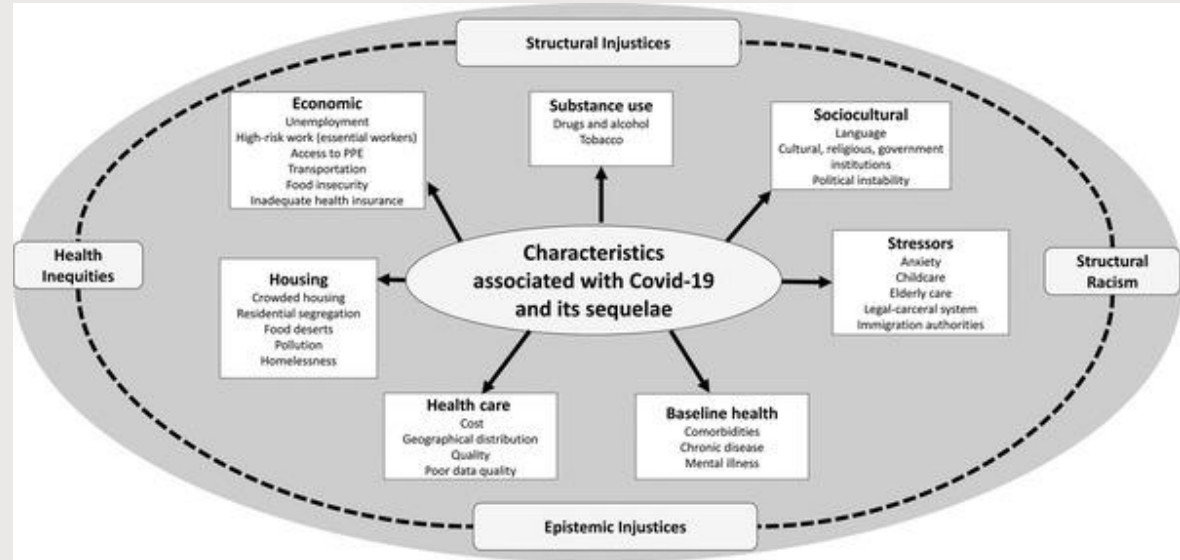 Structural Injustices
Economic
Unemployment
High-risk work (essential workers)
Access to PPE
Transportation
Food insecurity
Inadequate health insurance
Substance use
Drugs and alcohol
Tobacco
Sociocultural
Language
Cultural, religious, government
institutions
Political instability
Health
Inequities
Housing
Crowded housing
Residential segregation
Food deserts
Pollution
Homelessness
Characteristics
associated with Covid-19
and its sequelae
Stressors
Anxiety
Childcare
Elderly care
Legal-carceral system
Immigration authorities
Structural
Racism
Health care
Cost
Geographical distribution
Quality
Poor data quality
Baseline health
Comorbidities
Chronic disease
Mental illness
Epistemic Injustices